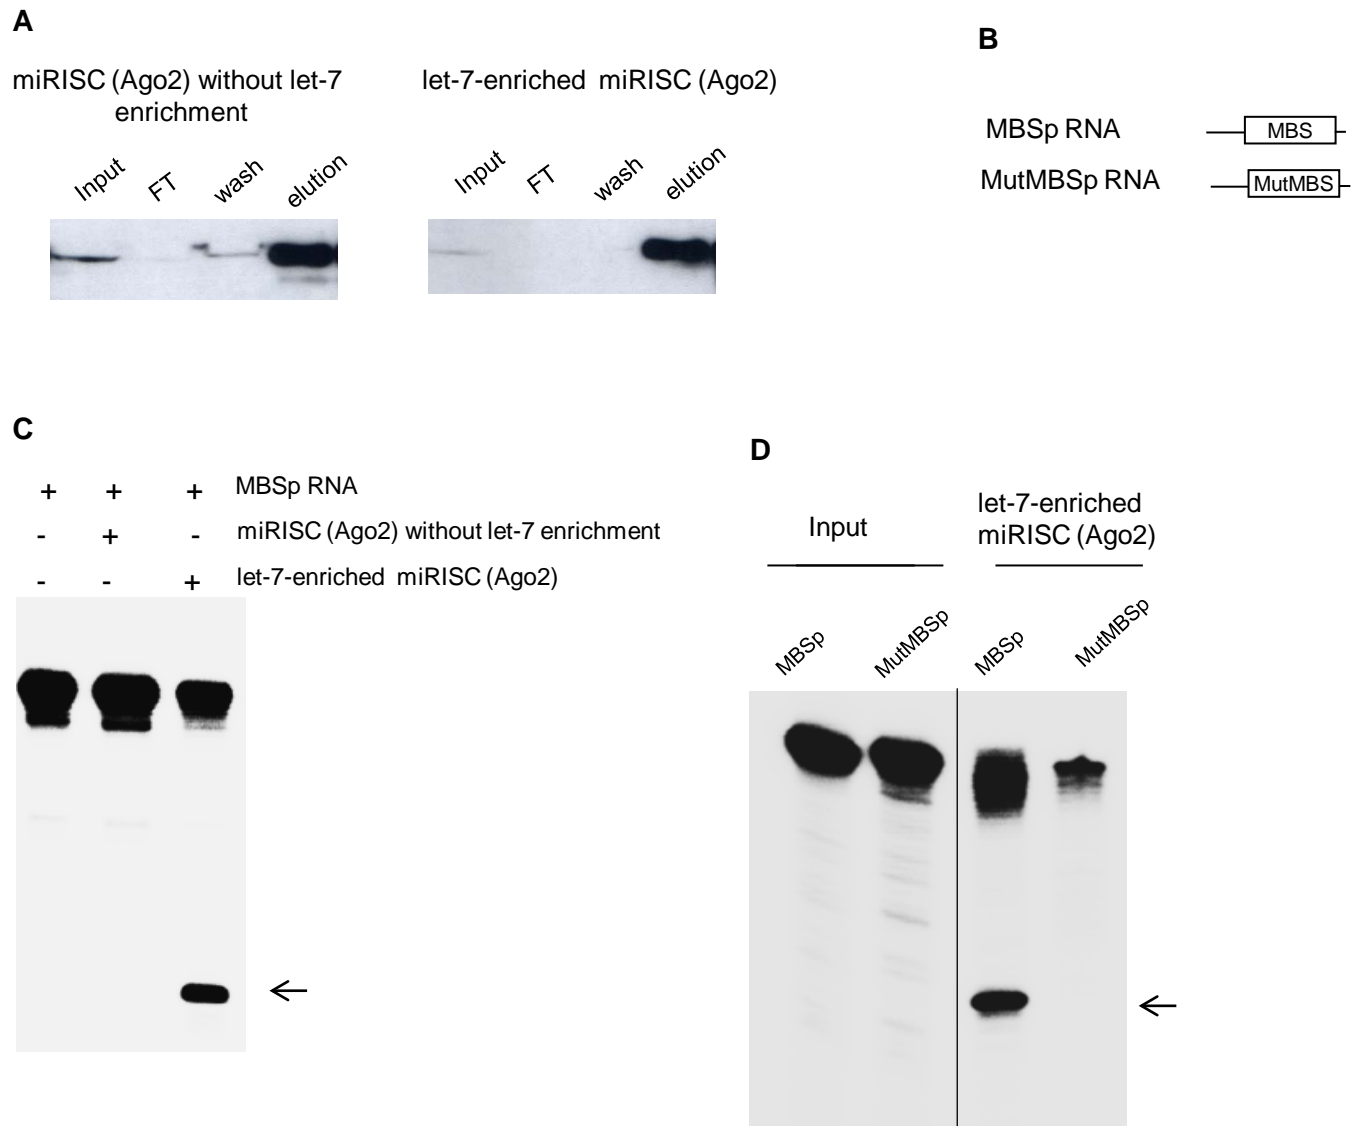 A
miRISC (Ago2) without let-7
enrichment
Input FT wash elution
let-7-enriched miRISC (Ago2)
Input FT wash elution
B
MBSp RNA MBS
MutMBSp RNA MutMBS
C
+ + + MBSp RNA
- + - miRISC (Ago2) without let-7 enrichment
- - + let-7-enriched miRISC (Ago2)
D
Input
let-7-enriched
miRISC (Ago2)
MBSp MutMBSp MBSp MutMBSp